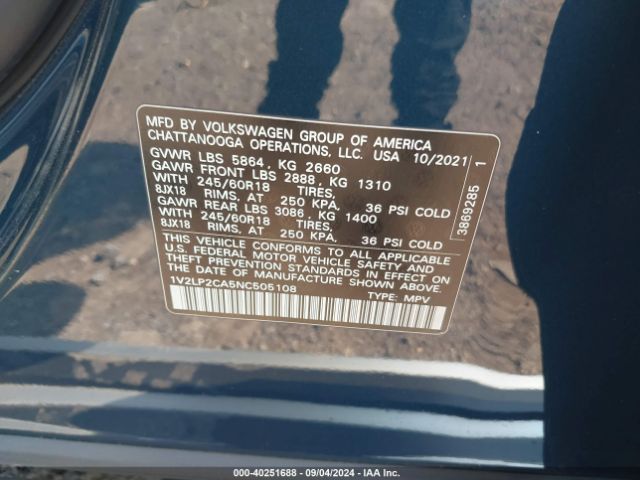 MFD BY VOLKSWAGEN GROUP OF AMERICA
CHATTANOOGA OPERATIONS, LLC. USA 10/2021
GVWR LBS 5864, KG 2660
GAWR FRONT LBS 2888, KG 1310
WITH 245/60R18 TIRES,
8JX18 RIMS, AT 250 KPA, 36 PSI COLD
GAWR REAR LBS 3086, KG 1400
WITH 245/60R18 TIRES,
8JX18 RIMS, AT 250 KPA, 36 PSI COLD
THIS VEHICLE CONFORMS TO ALL APPLICABLE
U.S. FEDERAL MOTOR VEHICLE SAFETY AND
THEFT PREVENTION STANDARDS IN EFFECT
ON THE DATE OF MANUFACTURE SHOWN ABOVE.
1V2LP2CA5NC505108 TYPE: MPV
3869285 1
000-40251688 - 09/04/2024 - IAA Inc.